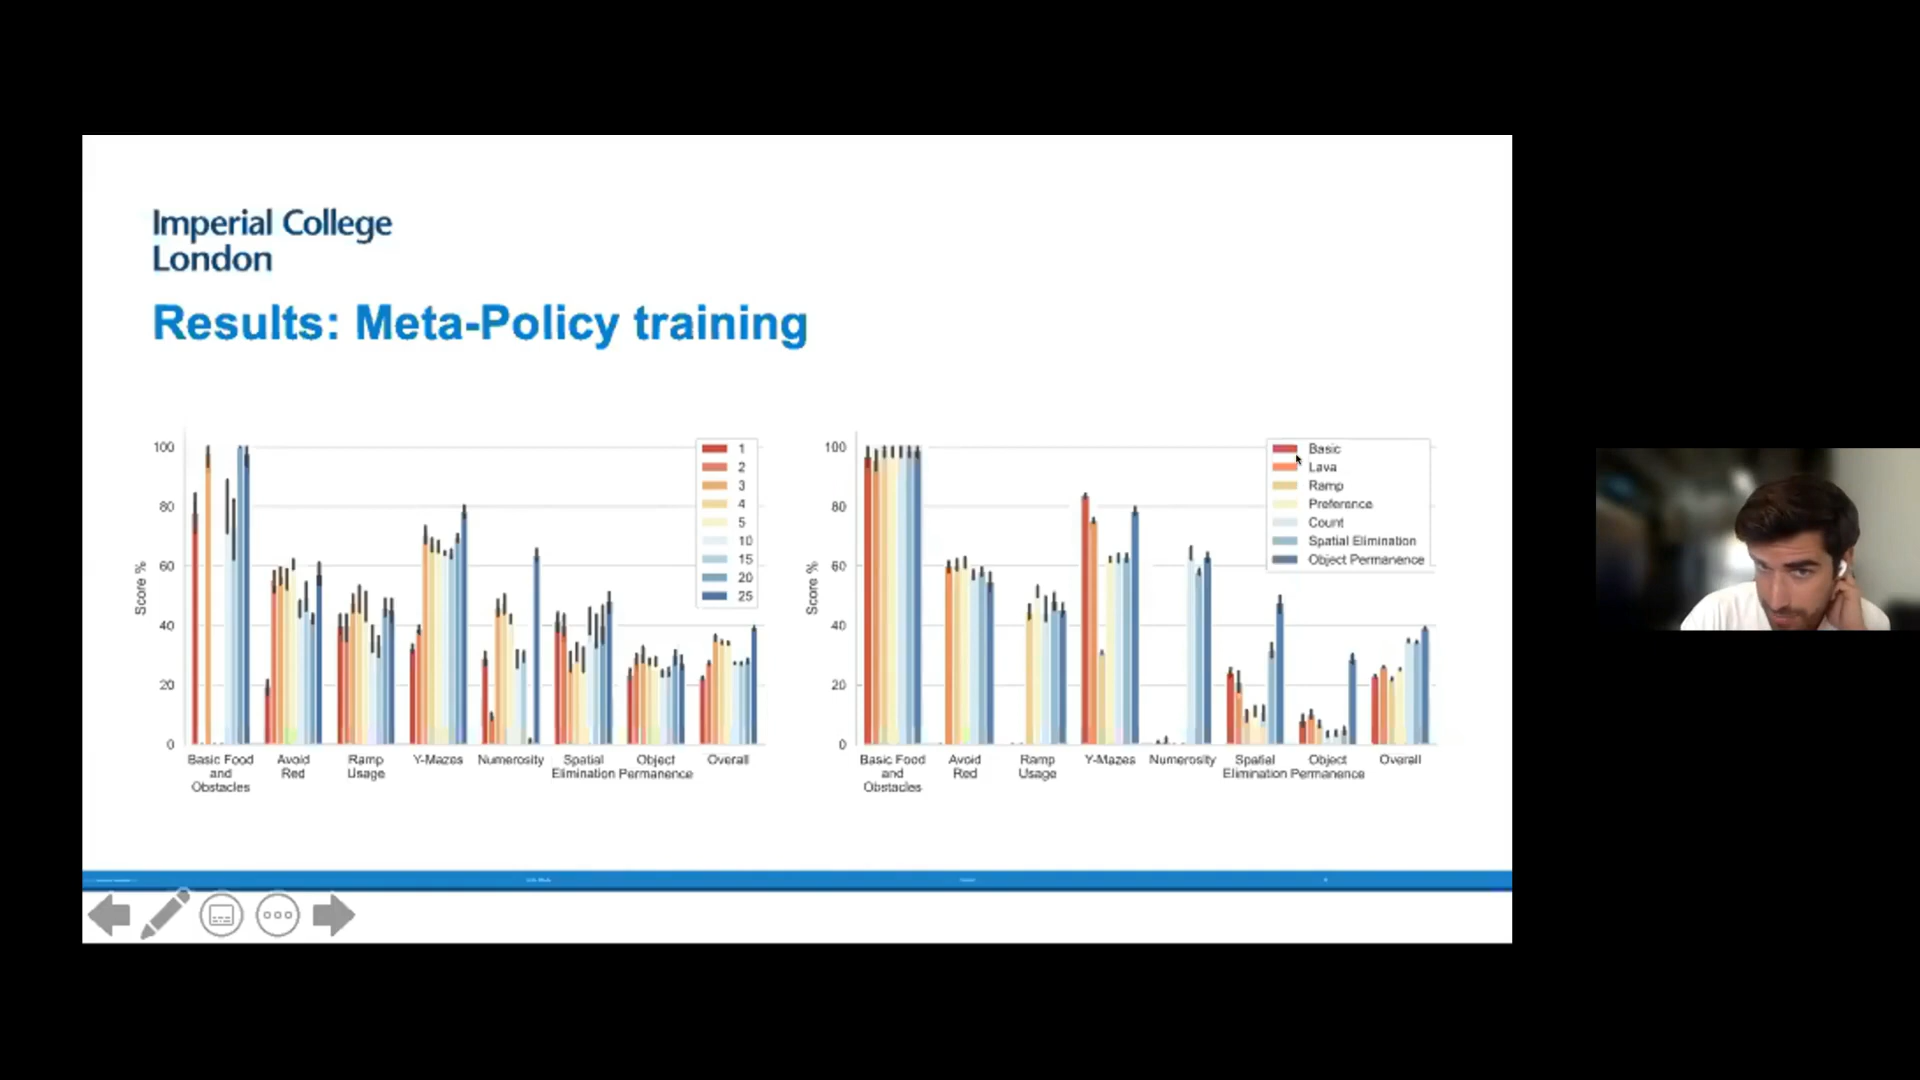 Imperial College
London
Results: Meta-Policy training
100
80
60
40
20
0
Score %
1
2
3
4
5
10
15
20
25
Basic Food
and
Obstacles
Avoid
Red
Ramp
Usage
Y-Mazes
Numerosity
Spatial
Elimination
Object
Permanence
Overall
100
80
60
40
20
0
Score %
Basic
Lava
Ramp
Preference
Count
Spatial Elimination
Object Permanence
Basic Food
and
Obstacles
Avoid
Red
Ramp
Usage
Y-Mazes
Numerosity
Spatial
Elimination
Object
Permanence
Overall